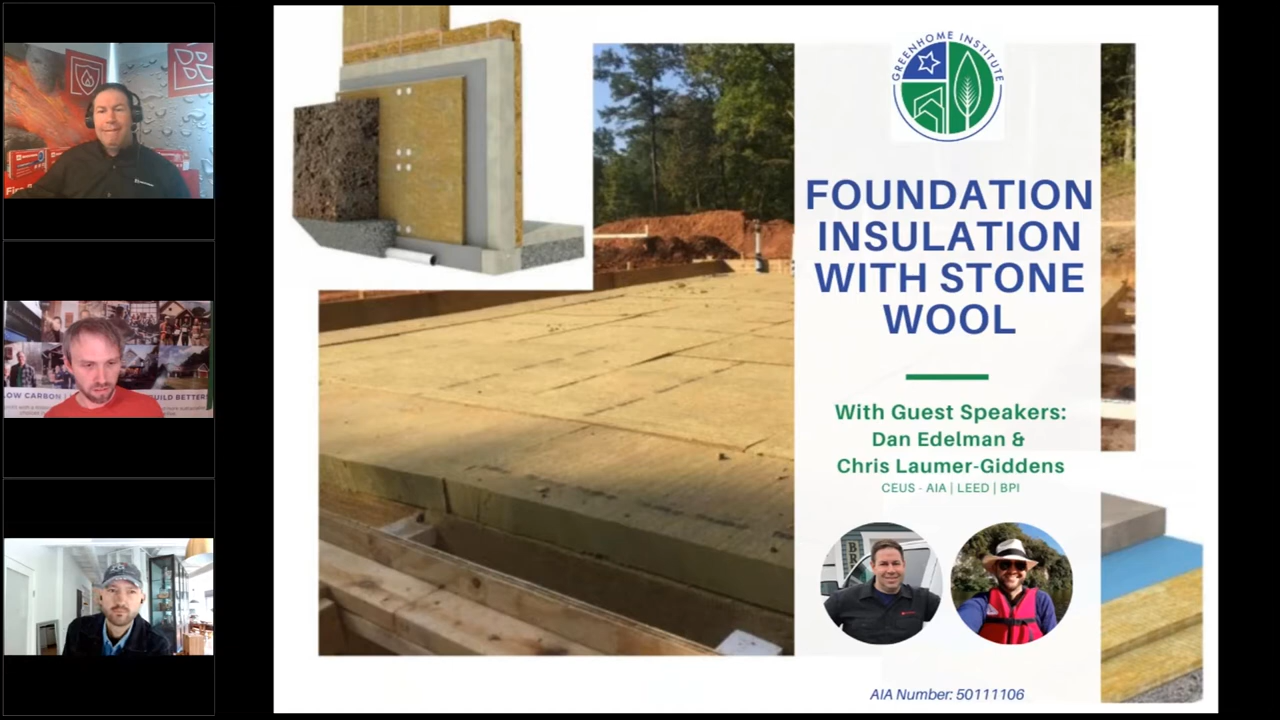 GREENHOME INSTITUTE
FOUNDATION
INSULATION
WITH STONE
WOOL
With Guest Speakers:
Dan Edelman &
Chris Laumer-Giddens
CEUS - AIA | LEED | BPI
AIA Number: 50111106
LOW CARBON |
BUILD BETTER